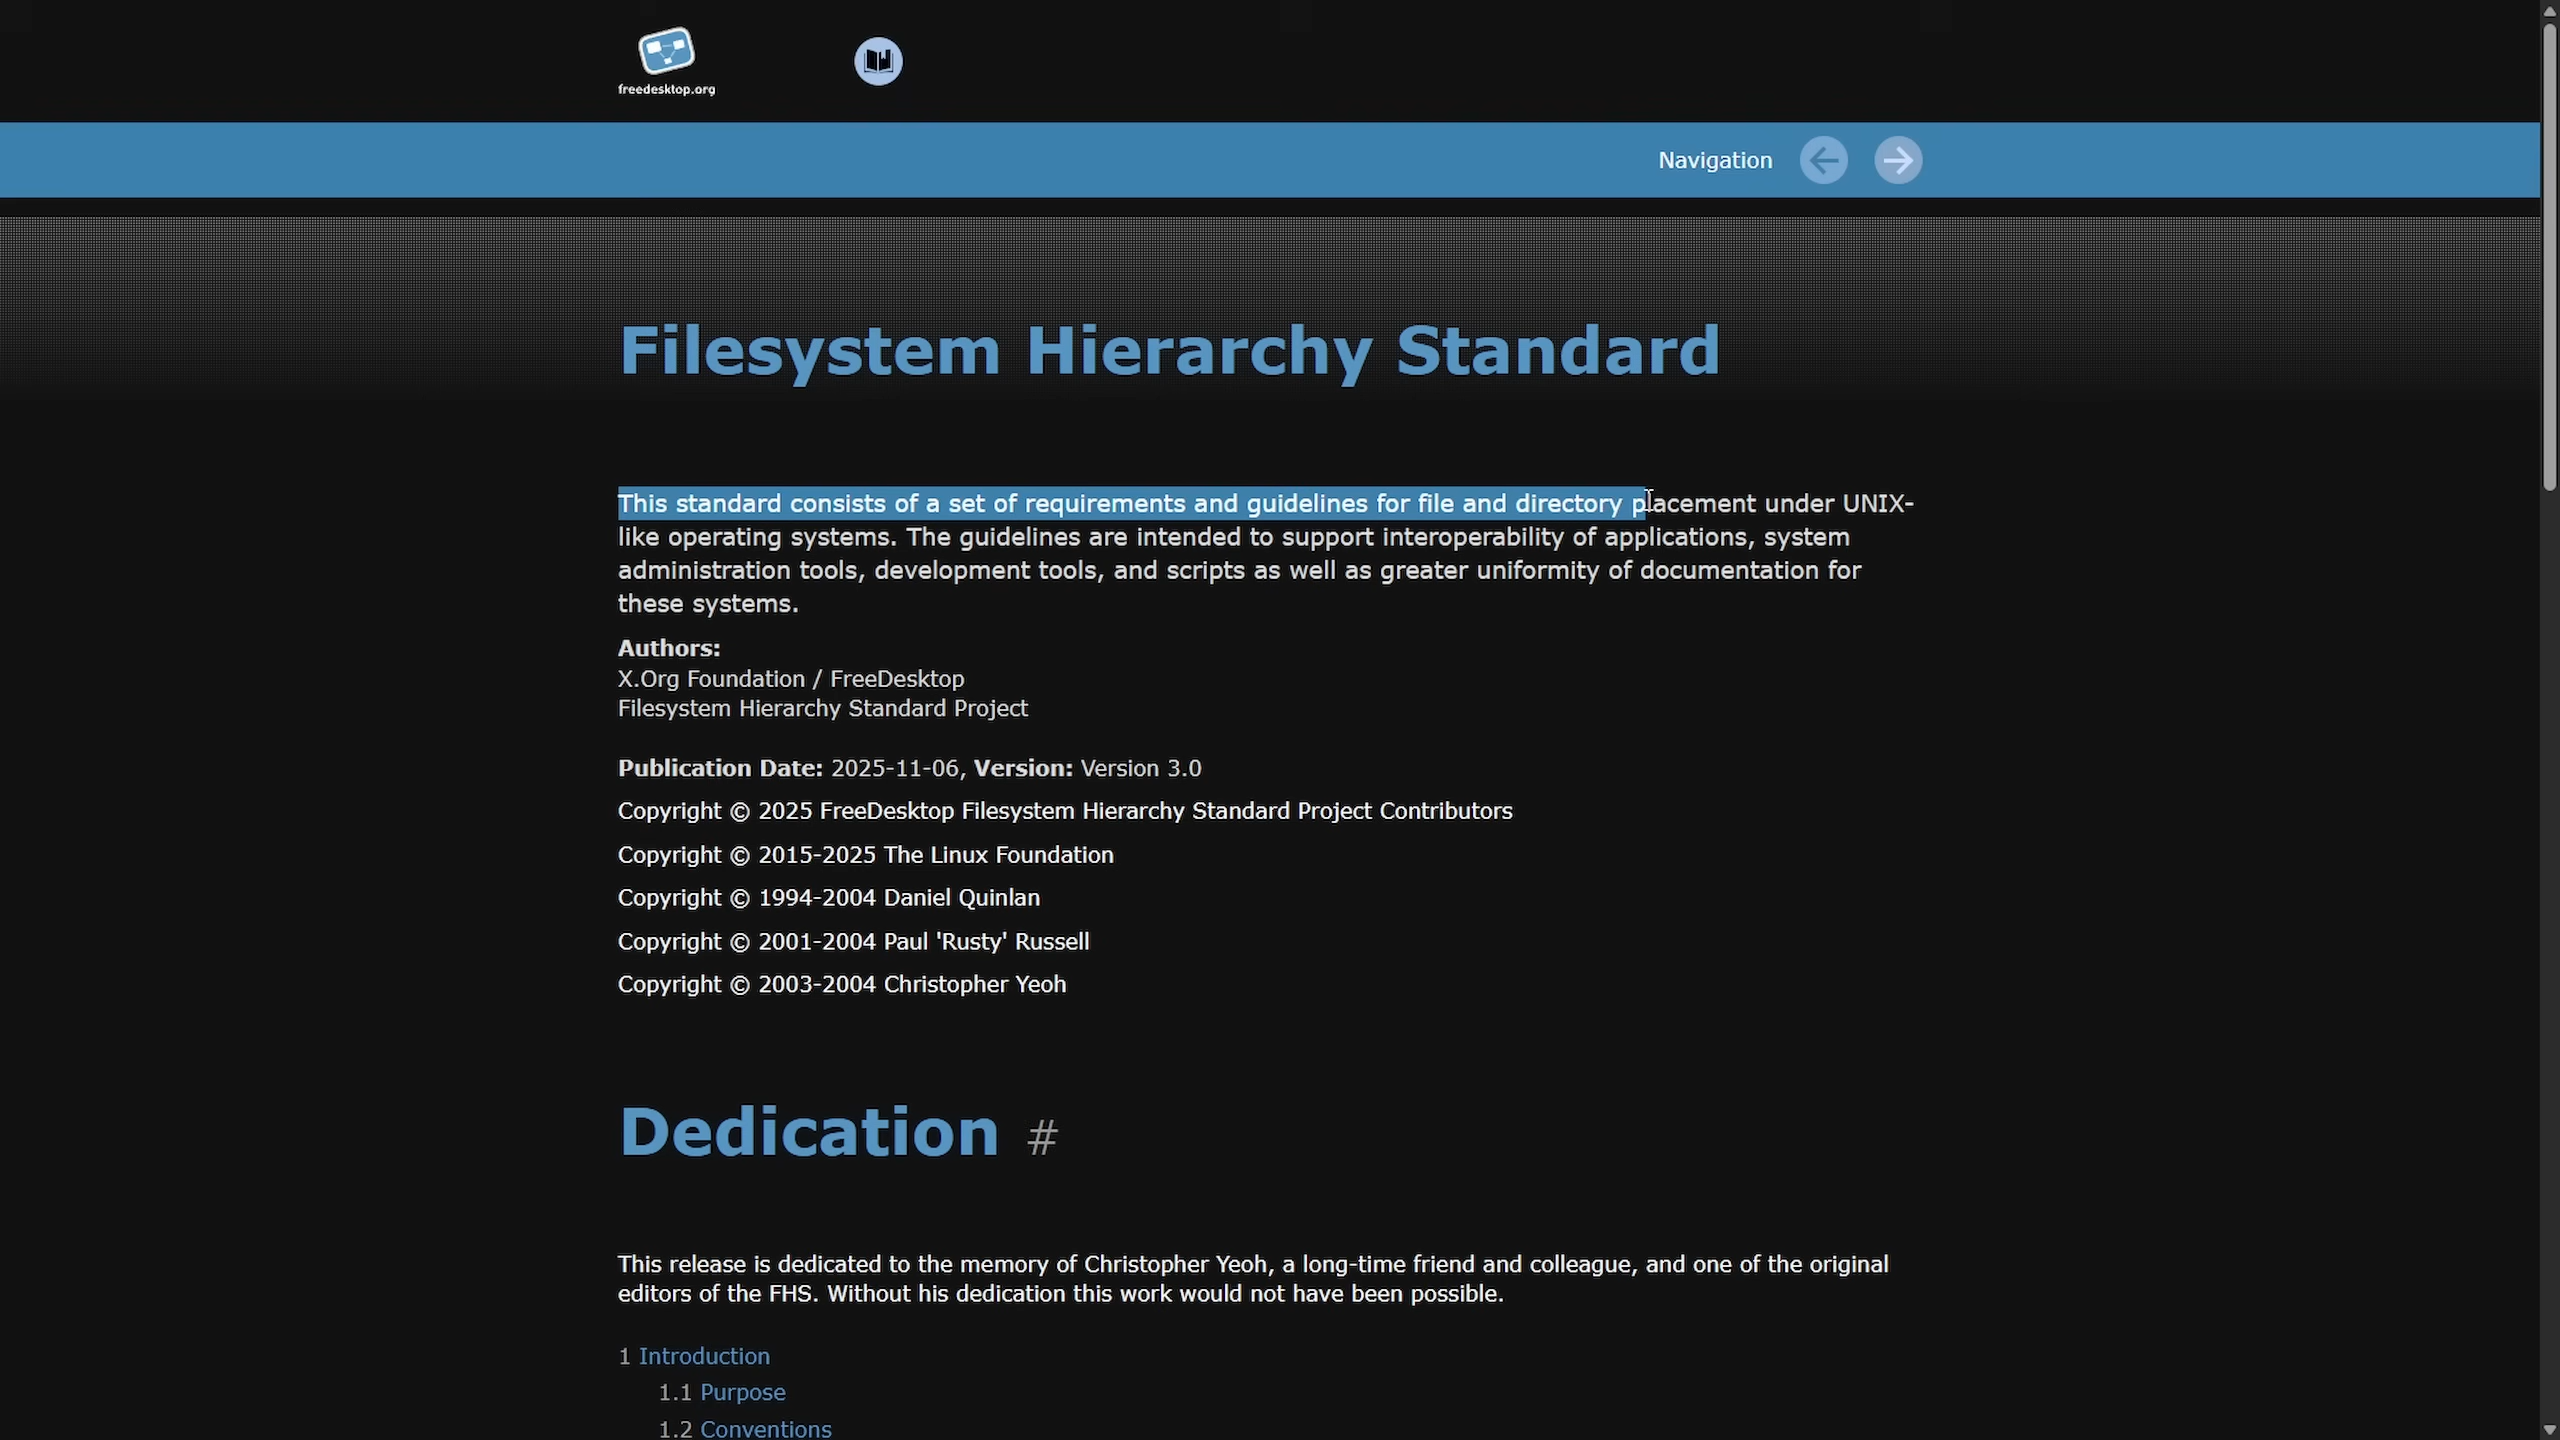 freedesktop.org
Navigation
Filesystem Hierarchy Standard
This standard consists of a set of requirements and guidelines for file and directory placement under UNIX-
like operating systems. The guidelines are intended to support interoperability of applications, system
administration tools, development tools, and scripts as well as greater uniformity of documentation for
these systems.
Authors:
X.Org Foundation / FreeDesktop
Filesystem Hierarchy Standard Project
Publication Date: 2025-11-06, Version: Version 3.0
Copyright © 2025 FreeDesktop Filesystem Hierarchy Standard Project Contributors
Copyright © 2015-2025 The Linux Foundation
Copyright © 1994-2004 Daniel Quinlan
Copyright © 2001-2004 Paul 'Rusty' Russell
Copyright © 2003-2004 Christopher Yeoh
Dedication #
This release is dedicated to the memory of Christopher Yeoh, a long-time friend and colleague, and one of the original
editors of the FHS. Without his dedication this work would not have been possible.
1 Introduction
1.1 Purpose
1.2 Conventions